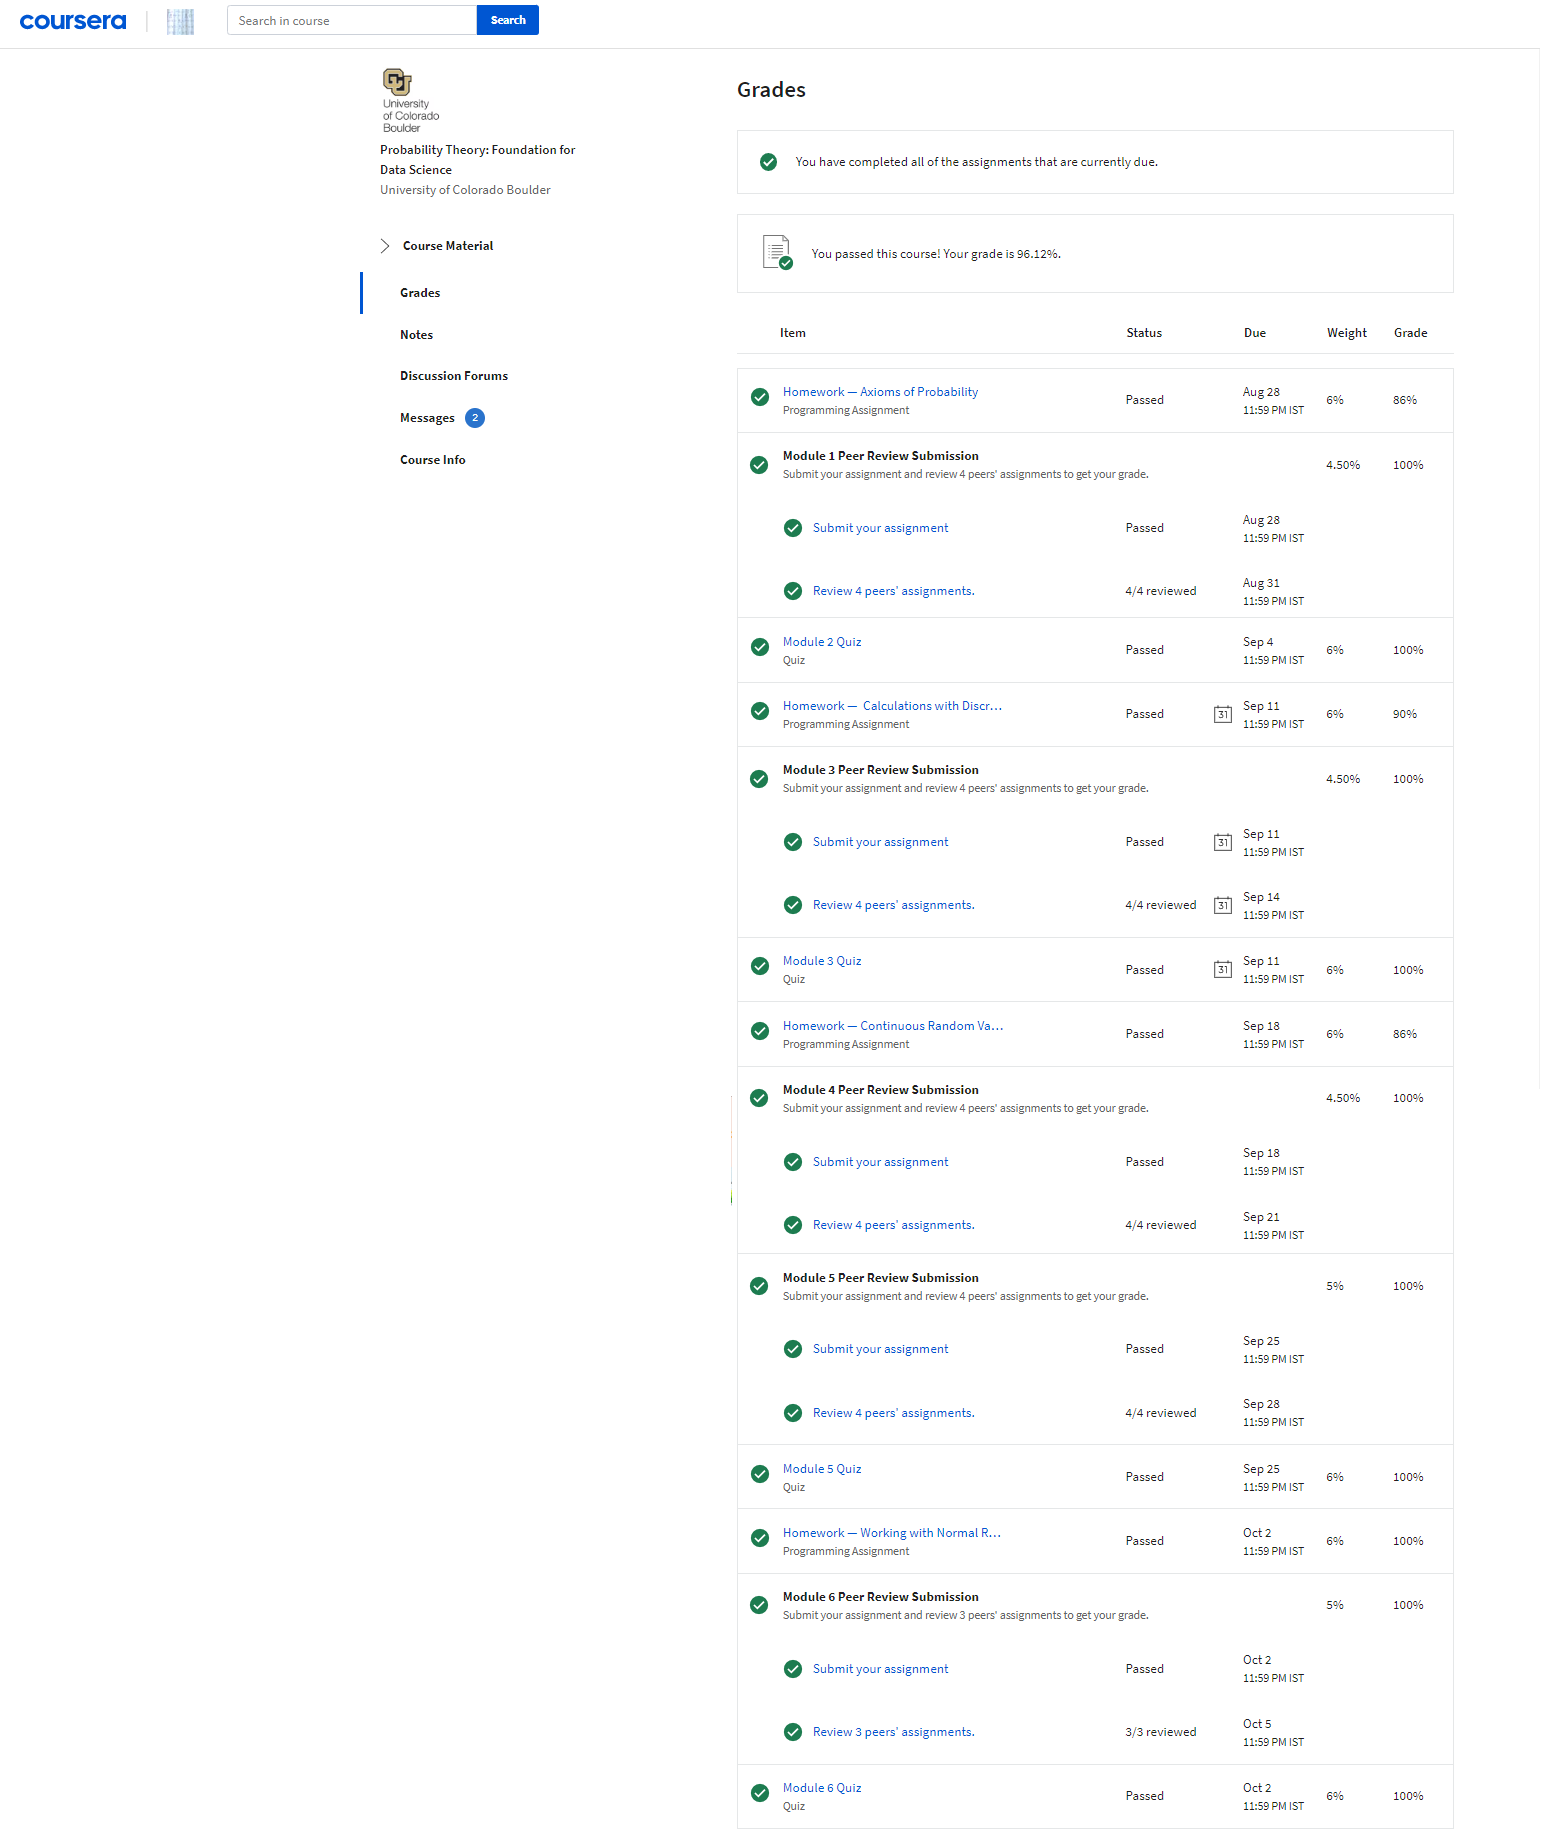 coursera
Search in course
Search
University
of Colorado
Boulder
Probability Theory: Foundation for
Data Science
University of Colorado Boulder
Course Material
Grades
Notes
Discussion Forums
Messages 2
Course Info
Grades
You have completed all of the assignments that are currently due.
You passed this course! Your grade is 96.12%.
Item Status Due Weight Grade
Homework — Axioms of Probability
Programming Assignment
Passed
Aug 28
11:59 PM IST
6% 86%
Module 1 Peer Review Submission
Submit your assignment and review 4 peers' assignments to get your grade.
4.50% 100%
Submit your assignment
Passed
Aug 28
11:59 PM IST
Review 4 peers' assignments.
4/4 reviewed
Aug 31
11:59 PM IST
Module 2 Quiz
Quiz
Passed
Sep 4
11:59 PM IST
6% 100%
Homework — Calculations with Discr...
Programming Assignment
Passed
31
Sep 11
11:59 PM IST
6% 90%
Module 3 Peer Review Submission
Submit your assignment and review 4 peers' assignments to get your grade.
4.50% 100%
Submit your assignment
Passed
31
Sep 11
11:59 PM IST
Review 4 peers' assignments.
4/4 reviewed
31
Sep 14
11:59 PM IST
Module 3 Quiz
Quiz
Passed
31
Sep 11
11:59 PM IST
6% 100%
Homework — Continuous Random Va...
Programming Assignment
Passed
Sep 18
11:59 PM IST
6% 86%
Module 4 Peer Review Submission
Submit your assignment and review 4 peers' assignments to get your grade.
4.50% 100%
Submit your assignment
Passed
Sep 18
11:59 PM IST
Review 4 peers' assignments.
4/4 reviewed
Sep 21
11:59 PM IST
Module 5 Peer Review Submission
Submit your assignment and review 4 peers' assignments to get your grade.
5% 100%
Submit your assignment
Passed
Sep 25
11:59 PM IST
Review 4 peers' assignments.
4/4 reviewed
Sep 28
11:59 PM IST
Module 5 Quiz
Quiz
Passed
Sep 25
11:59 PM IST
6% 100%
Homework — Working with Normal R...
Programming Assignment
Passed
Oct 2
11:59 PM IST
6% 100%
Module 6 Peer Review Submission
Submit your assignment and review 3 peers' assignments to get your grade.
5% 100%
Submit your assignment
Passed
Oct 2
11:59 PM IST
Review 3 peers' assignments.
3/3 reviewed
Oct 5
11:59 PM IST
Module 6 Quiz
Quiz
Passed
Oct 2
11:59 PM IST
6% 100%